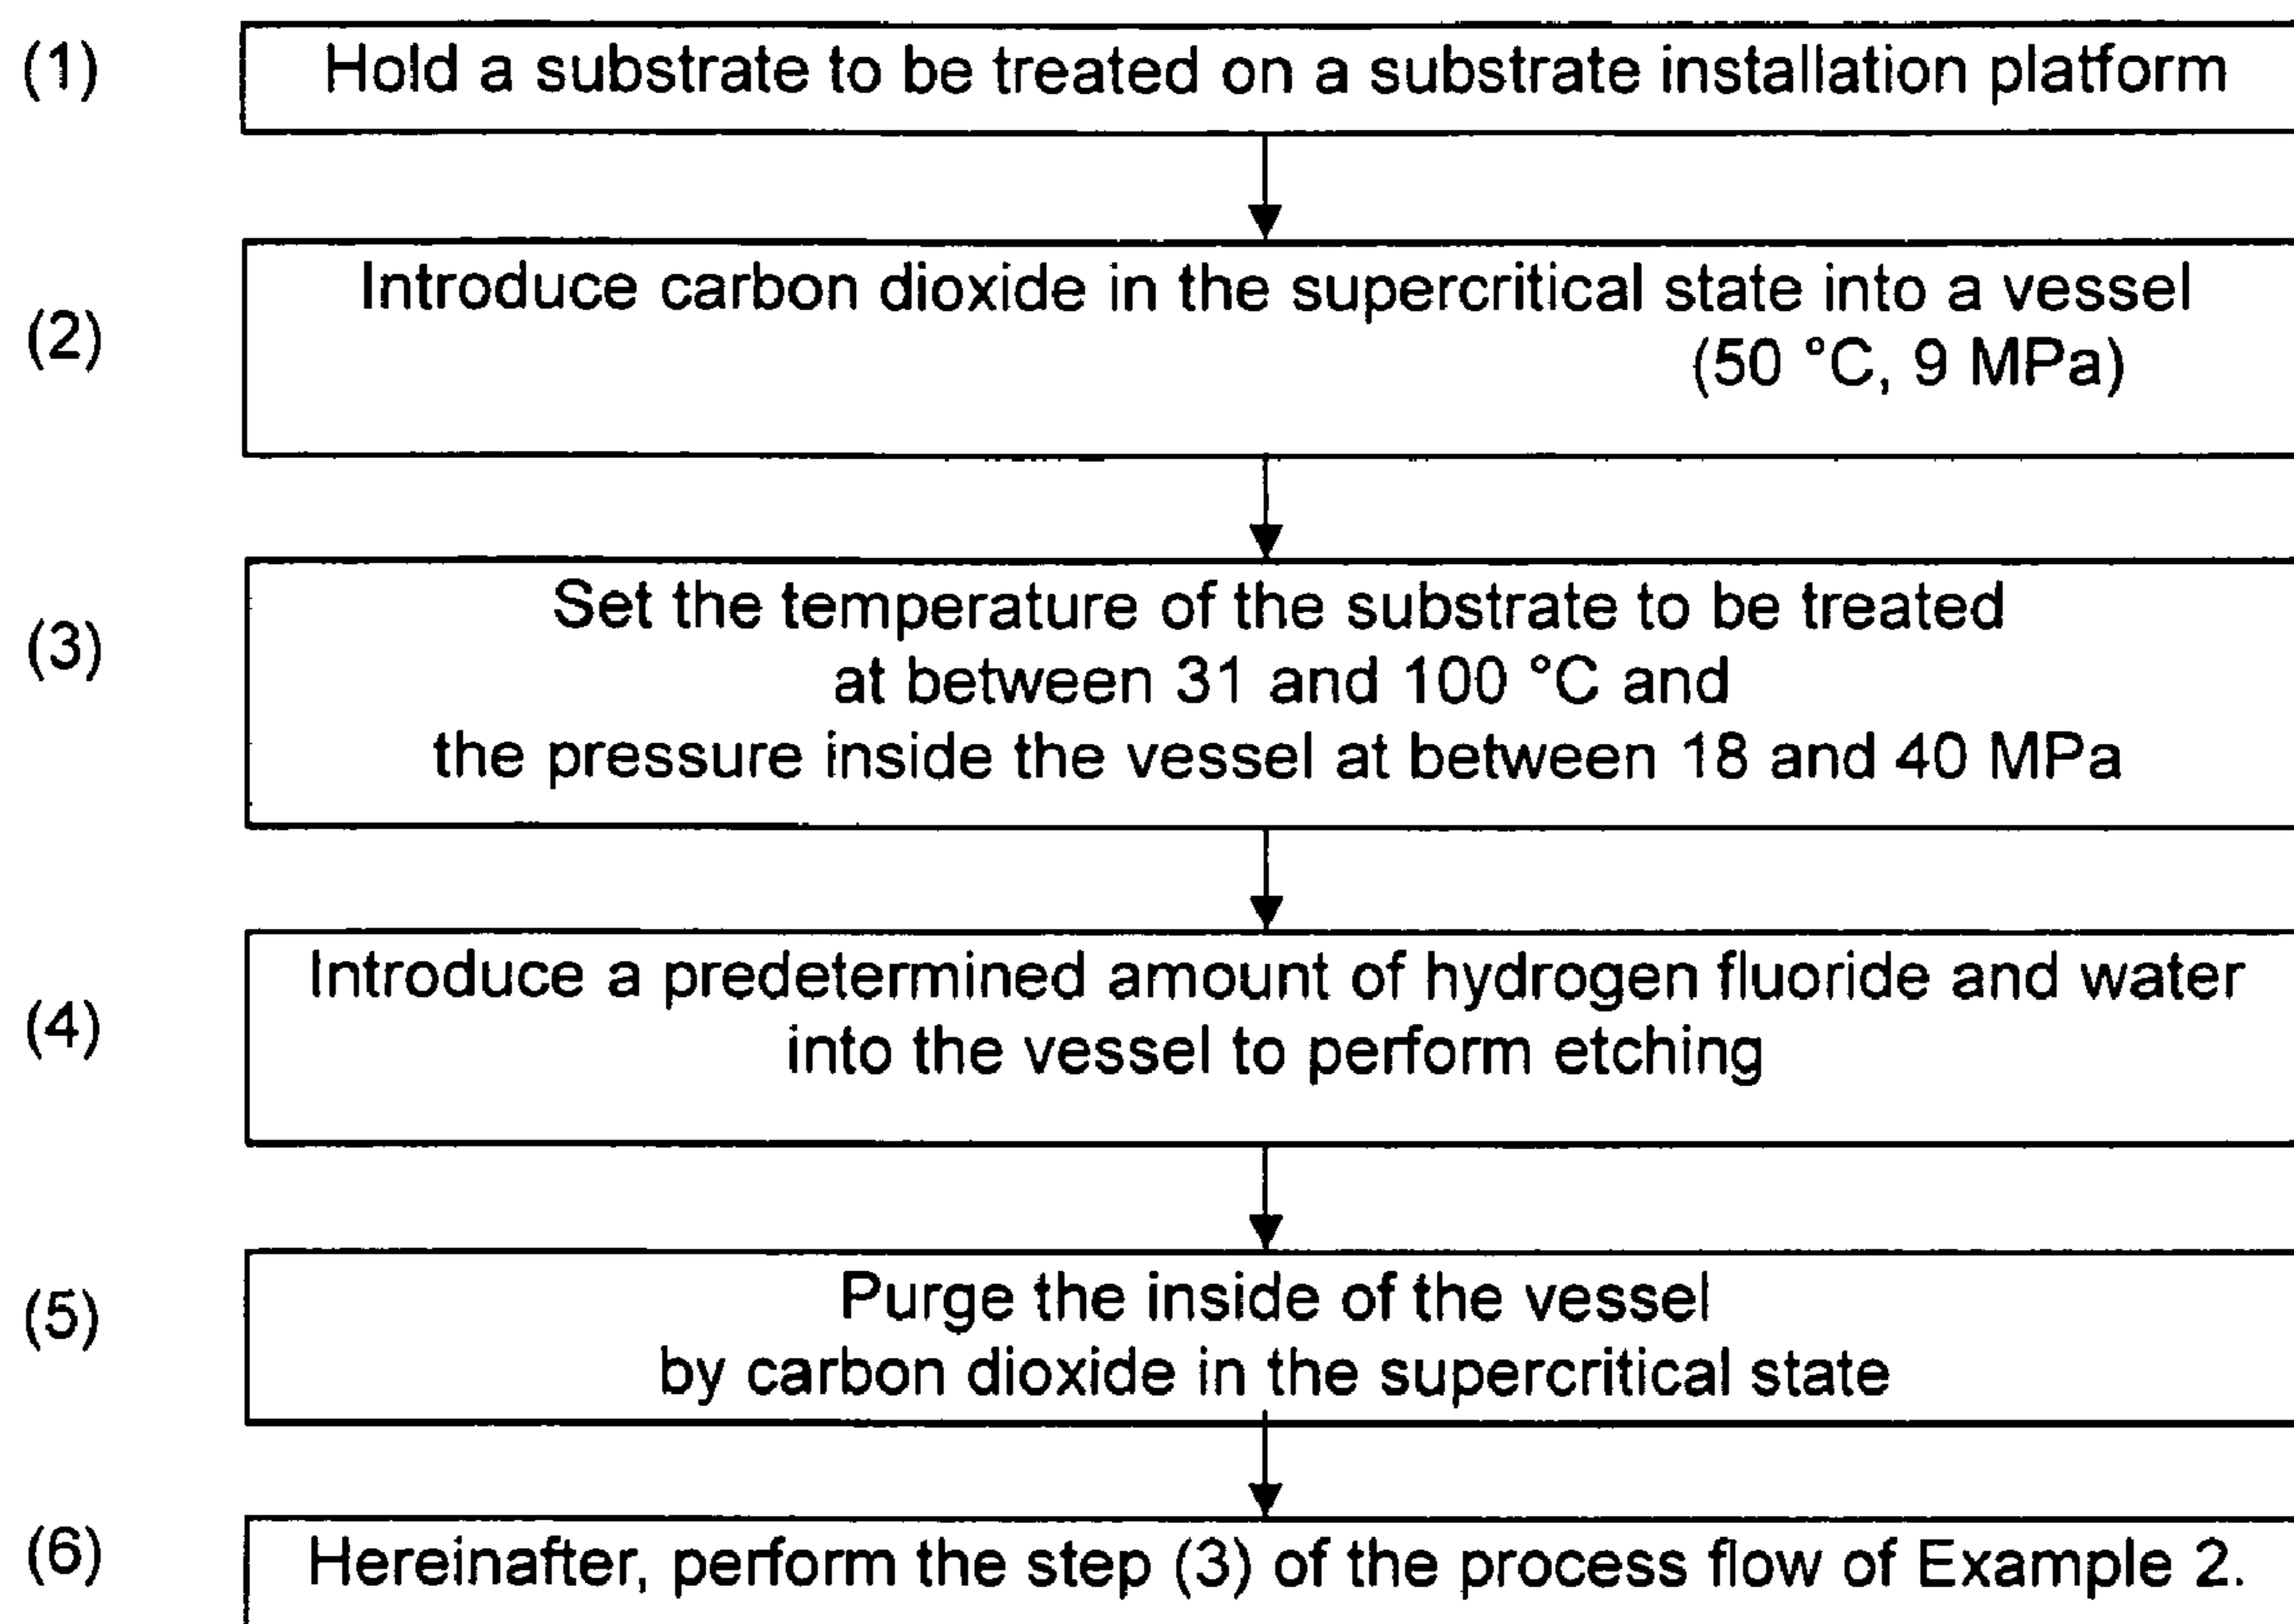 (1) Hold a substrate to be treated on a substrate installation platform
Introduce carbon dioxide in the supercritical state into a vessel
(2)
(50 °C, 9 MPa)
Set the temperature of the substrate to be treated
(3)
at between 31 and 100 °C and
the pressure inside the vessel at between 18 and 40 MPa
Introduce a predetermined amount of hydrogen fluoride and water
(4)
into the vessel to perform etching
Purge the inside of the vessel
(5)
by carbon dioxide in the supercritical state
(6) Hereinafter, perform the step (3) of the process flow of Example 2.